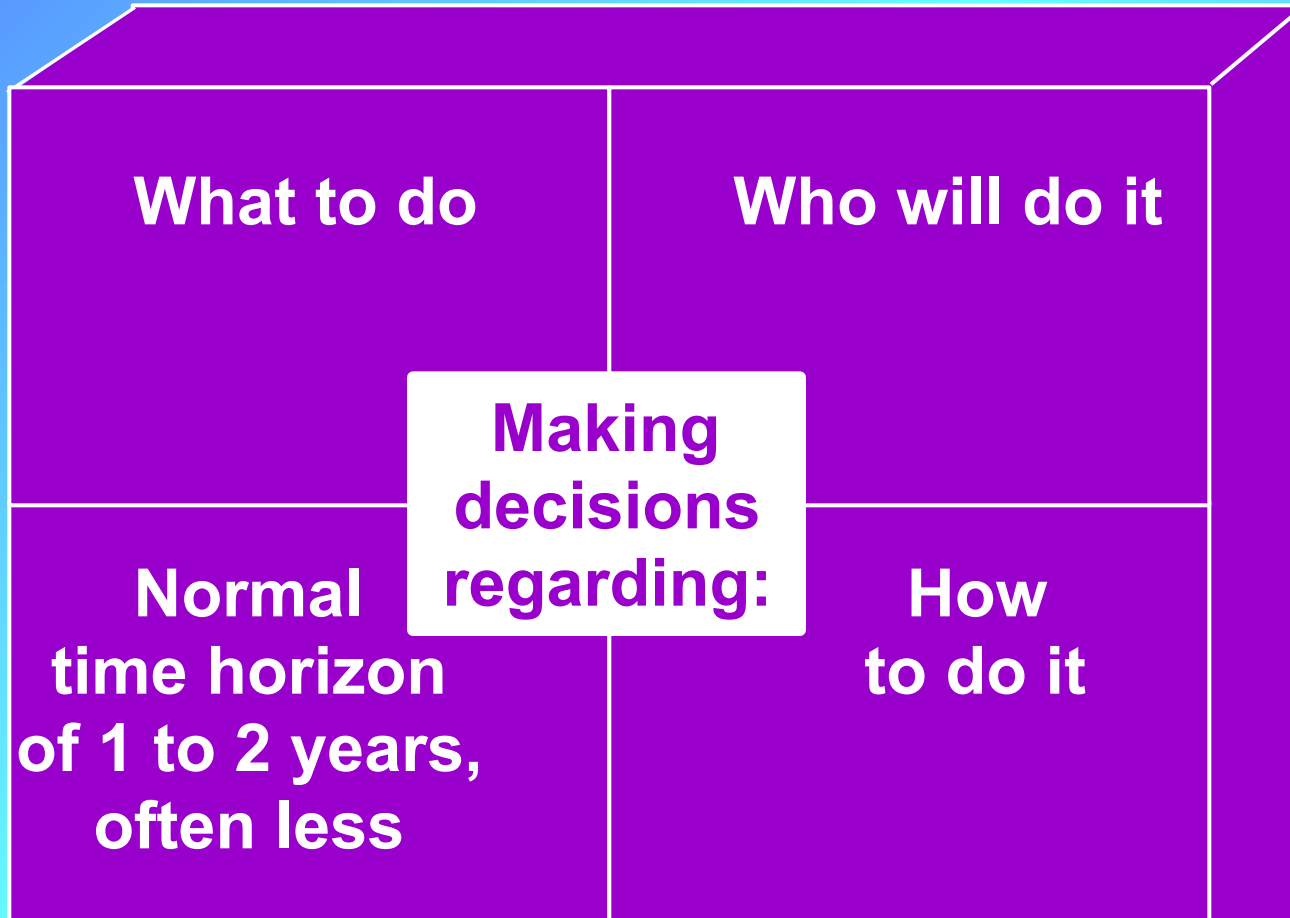 What to do
Who will do it
Making
decisions
regarding:
Normal
time horizon
of 1 to 2 years,
often less
How
to do it